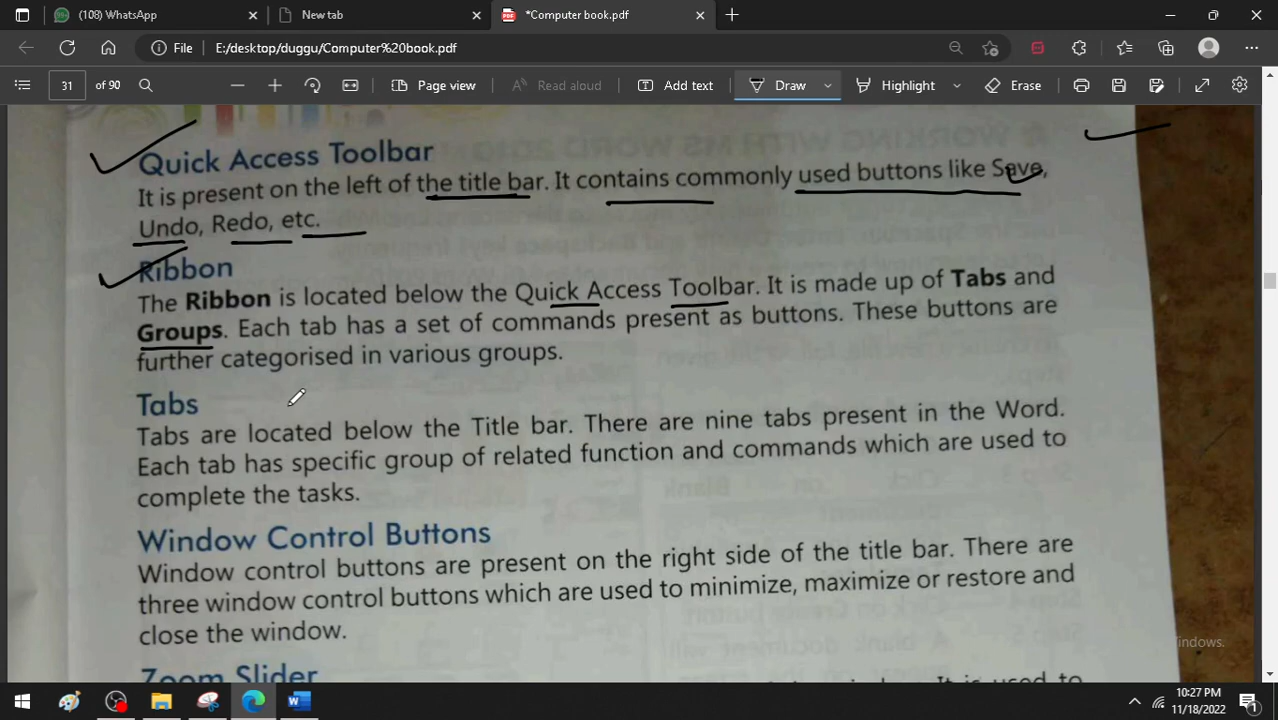 (108) WhatsApp
New tab
*Computer book.pdf
File
E:/desktop/duggu/Computer%20book.pdf
31 of 90
Page view
Read aloud
Add text
Draw
Highlight
Erase
Quick Access Toolbar
It is present on the left of the title bar. It contains commonly used buttons like Save,
Undo, Redo, etc.
Ribbon
The Ribbon is located below the Quick Access Toolbar. It is made up of Tabs and
Groups. Each tab has a set of commands present as buttons. These buttons are
further categorised in various groups.
Tabs
Tabs are located below the Title bar. There are nine tabs present in the Word.
Each tab has specific group of related function and commands which are used to
complete the tasks.
Window Control Buttons
Window control buttons are present on the right side of the title bar. There are
three window control buttons which are used to minimize, maximize or restore and
close the window.
Zoom Slider
It is used to
indows.
10:27 PM
11/18/2022